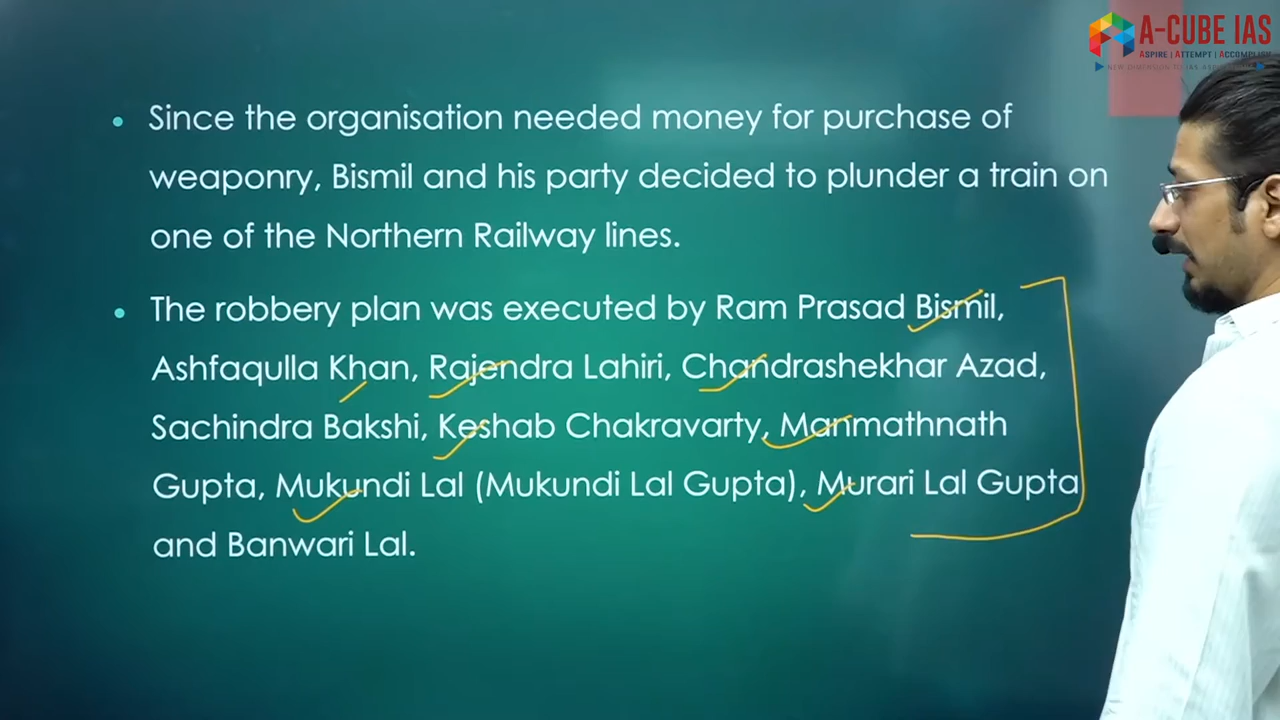 A-CUBE IAS
ASPIRE | ATTEMPT | ACCOMPLISH
• Since the organisation needed money for purchase of
weaponry, Bismil and his party decided to plunder a train on
one of the Northern Railway lines.
• The robbery plan was executed by Ram Prasad Bismil,
Ashfaqulla Khan, Rajendra Lahiri, Chandrashekhar Azad,
Sachindra Bakshi, Keshab Chakravarty, Manmathnath
Gupta, Mukundi Lal (Mukundi Lal Gupta), Murari Lal Gupta
and Banwari Lal.